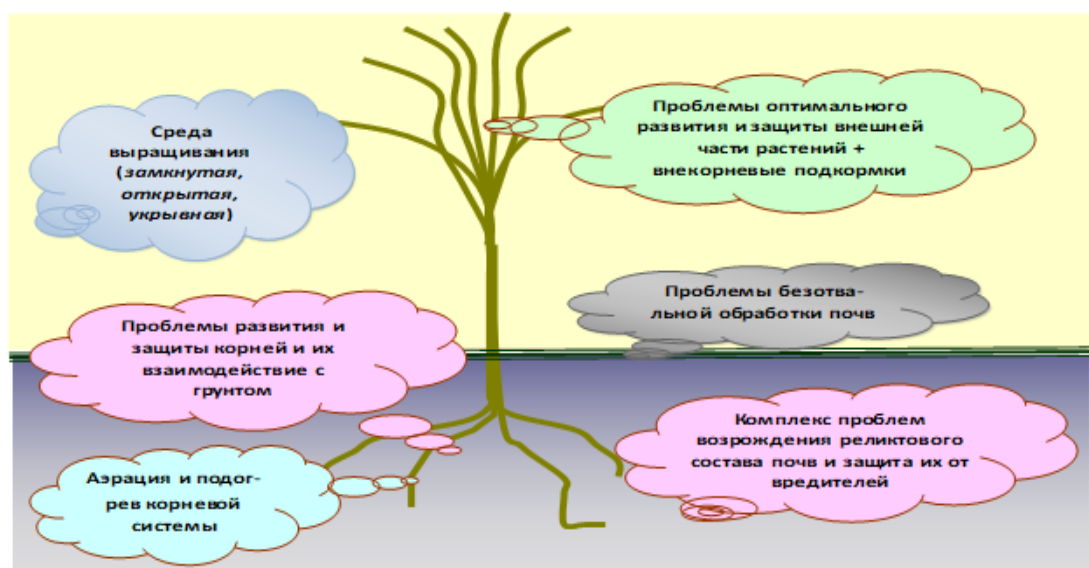 Среда
выращивания
(замкнутая,
открытая,
укрывная)
Проблемы оптимального
развития и защиты внешней
части растений +
внекорневые подкормки
Проблемы безотва-
льной обработки почв
Проблемы развития и
защиты корней и их
взаимодействие с
грунтом
Комплекс проблем
возрождения реликтового
состава почв и защита их от
вредителей
Аэрация и подог-
рев корневой
системы